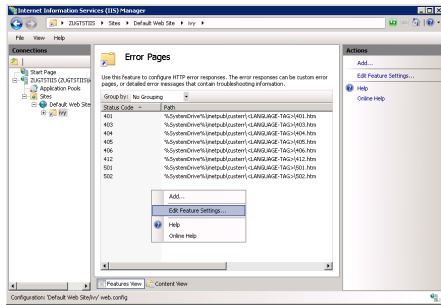 Internet Information Services (IIS) Manager
ZUGTSTIIS ▸ Sites ▸ Default Web Site ▸ ivy ▸
File View Help
Connections
Start Page
ZUGTSTIIS (ZUGTSTIIS\
Application Pools
Sites
Default Web Site
ivy
Error Pages
Use this feature to configure HTTP error responses. The error responses can be custom error
pages, or detailed error messages that contain troubleshooting information.
Group by: No Grouping
Status Code Path
401 %SystemDrive%\inetpub\custerr\<LANGUAGE-TAG>\401.htm
403 %SystemDrive%\inetpub\custerr\<LANGUAGE-TAG>\403.htm
404 %SystemDrive%\inetpub\custerr\<LANGUAGE-TAG>\404.htm
405 %SystemDrive%\inetpub\custerr\<LANGUAGE-TAG>\405.htm
406 %SystemDrive%\inetpub\custerr\<LANGUAGE-TAG>\406.htm
412 %SystemDrive%\inetpub\custerr\<LANGUAGE-TAG>\412.htm
501 %SystemDrive%\inetpub\custerr\<LANGUAGE-TAG>\501.htm
502 %SystemDrive%\inetpub\custerr\<LANGUAGE-TAG>\502.htm
Add...
Edit Feature Settings...
Help
Online Help
Features View Content View
Actions
Add...
Edit Feature Settings...
Help
Online Help
Configuration: 'Default Web Site/ivy' web.config